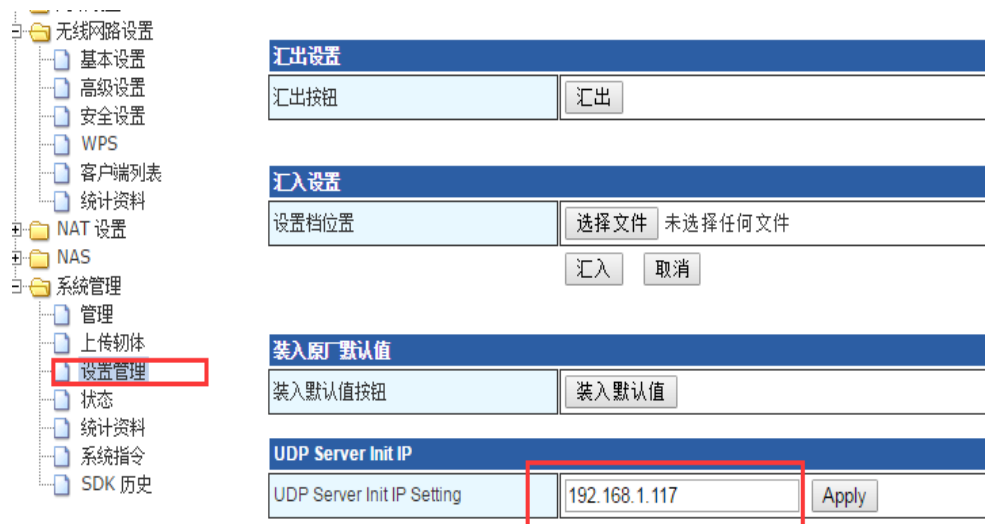 无线网路设置
基本设置
高级设置
安全设置
WPS
客户端列表
统计资料
NAT 设置
NAS
系统管理
管理
上传韧体
设置管理
状态
统计资料
系统指令
SDK 历史
汇出设置
汇出按钮 汇出
汇入设置
设置档位置 选择文件 未选择任何文件
汇入 取消
装入原厂默认值
装入默认值按钮 装入默认值
UDP Server Init IP
UDP Server Init IP Setting 192.168.1.117 Apply